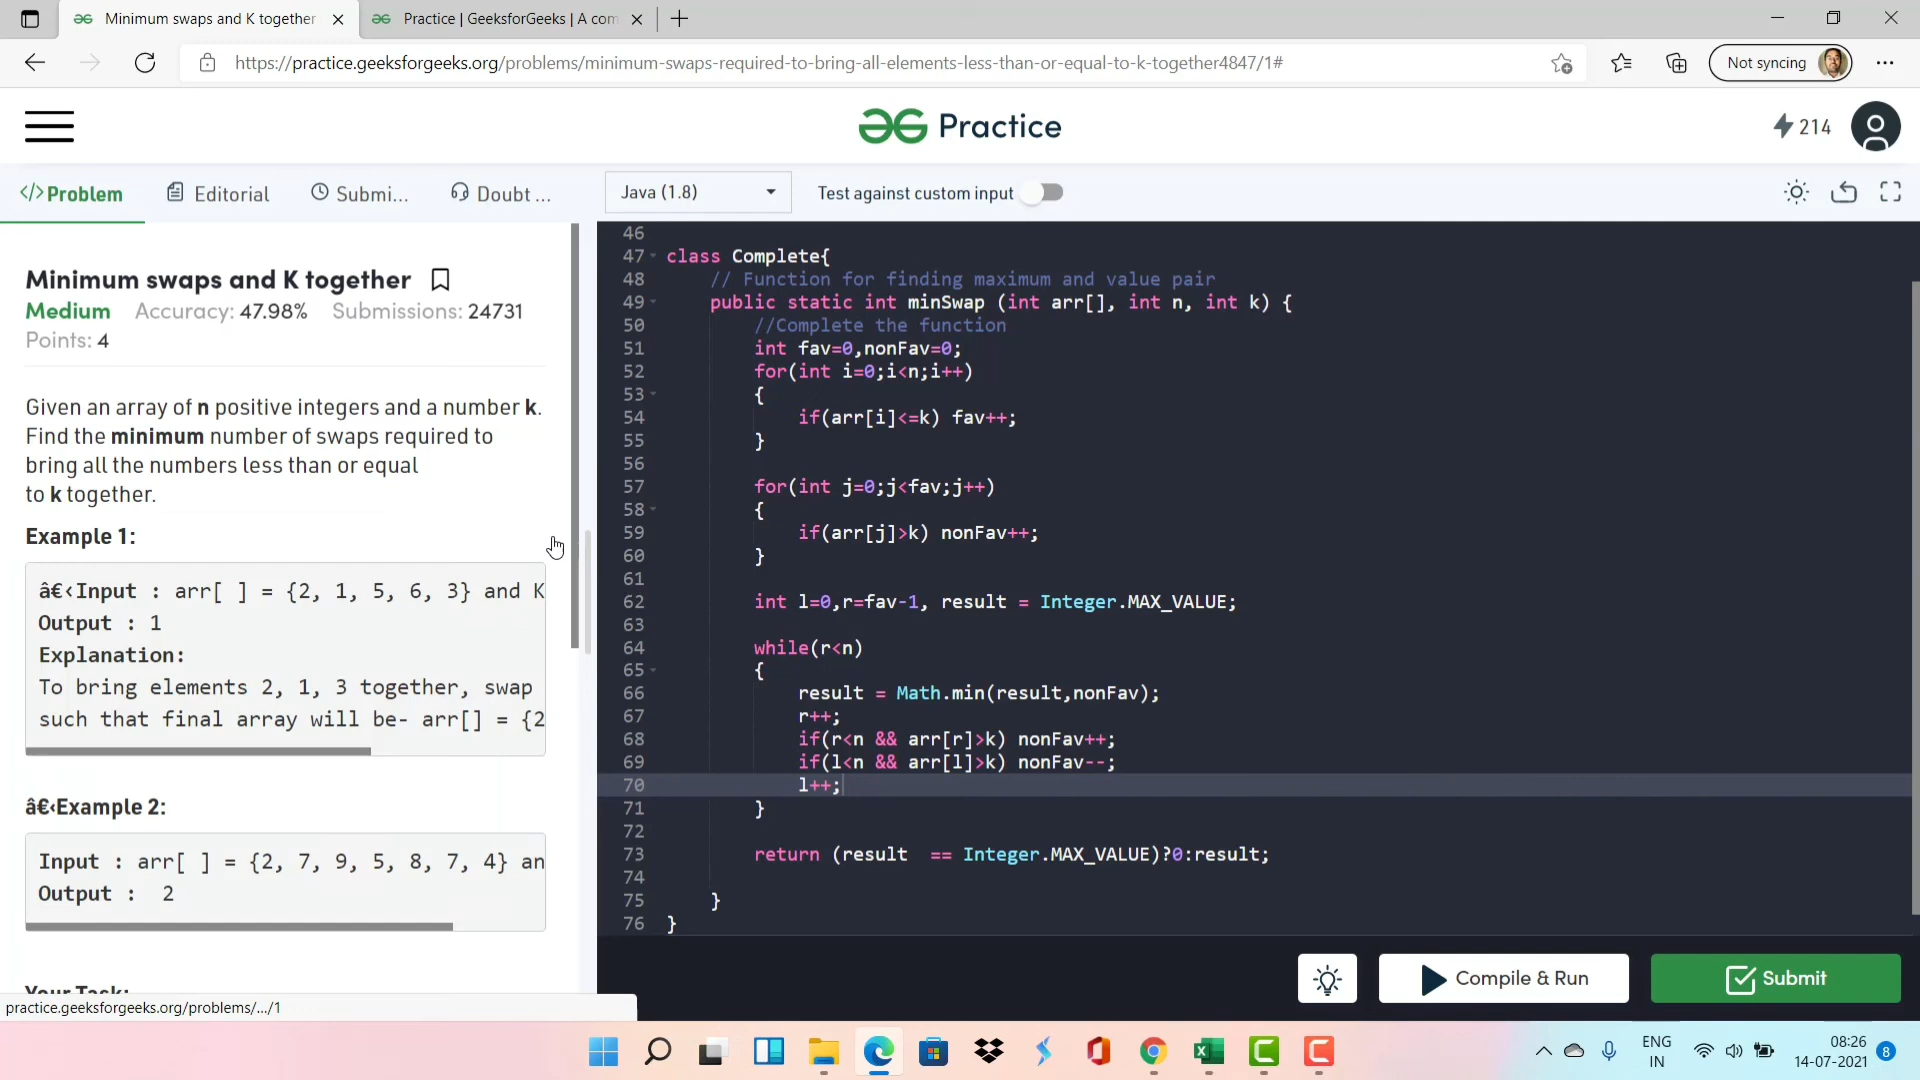 Minimum swaps and K together
Practice | GeeksforGeeks | A com
https://practice.geeksforgeeks.org/problems/minimum-swaps-required-to-bring-all-elements-less-than-or-equal-to-k-together4847/1#
Not syncing
Practice
214
</>Problem
Editorial
Submi...
Doubt ...
Java (1.8)
Test against custom input
Minimum swaps and K together
Medium Accuracy: 47.98% Submissions: 24731
Points: 4
Given an array of n positive integers and a number k.
Find the minimum number of swaps required to
bring all the numbers less than or equal
to k together.
Example 1:
â€‹Input : arr[ ] = {2, 1, 5, 6, 3} and K
Output : 1
Explanation:
To bring elements 2, 1, 3 together, swap
such that final array will be- arr[] = {2
â€‹Example 2:
Input : arr[ ] = {2, 7, 9, 5, 8, 7, 4} an
Output :  2
Your Task:
practice.geeksforgeeks.org/problems/.../1
46
47 class Complete{
48 // Function for finding maximum and value pair
49 public static int minSwap (int arr[], int n, int k) {
50 //Complete the function
51 int fav=0,nonFav=0;
52 for(int i=0;i<n;i++)
53 {
54 if(arr[i]<=k) fav++;
55 }
56
57 for(int j=0;j<fav;j++)
58 {
59 if(arr[j]>k) nonFav++;
60 }
61
62 int l=0,r=fav-1, result = Integer.MAX_VALUE;
63
64 while(r<n)
65 {
66 result = Math.min(result,nonFav);
67 r++;
68 if(r<n && arr[r]>k) nonFav++;
69 if(l<n && arr[l]>k) nonFav--;
70 l++;
71 }
72
73 return (result  == Integer.MAX_VALUE)?0:result;
74
75 }
76 }
Compile & Run
Submit
ENG
IN
08:26
14-07-2021
8